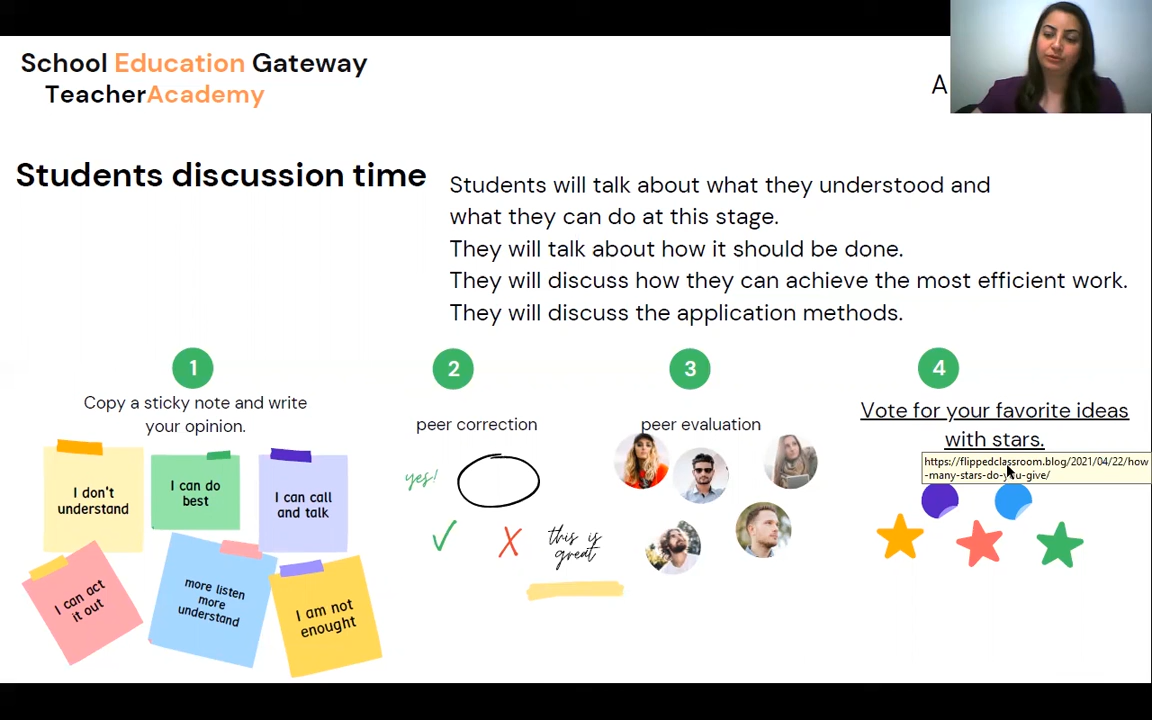 School Education Gateway
TeacherAcademy
A
Students discussion time
Students will talk about what they understood and
what they can do at this stage.
They will talk about how it should be done.
They will discuss how they can achieve the most efficient work.
They will discuss the application methods.
1
Copy a sticky note and write
your opinion.
I don't
understand
I can do
best
I can call
and talk
I can act
it out
more listen
more
understand
I am not
enought
2
peer correction
yes!
this is
great
3
peer evaluation
4
Vote for your favorite ideas
with stars.
https://flippedclassroom.blog/2021/04/22/how
-many-stars-do-you-give/